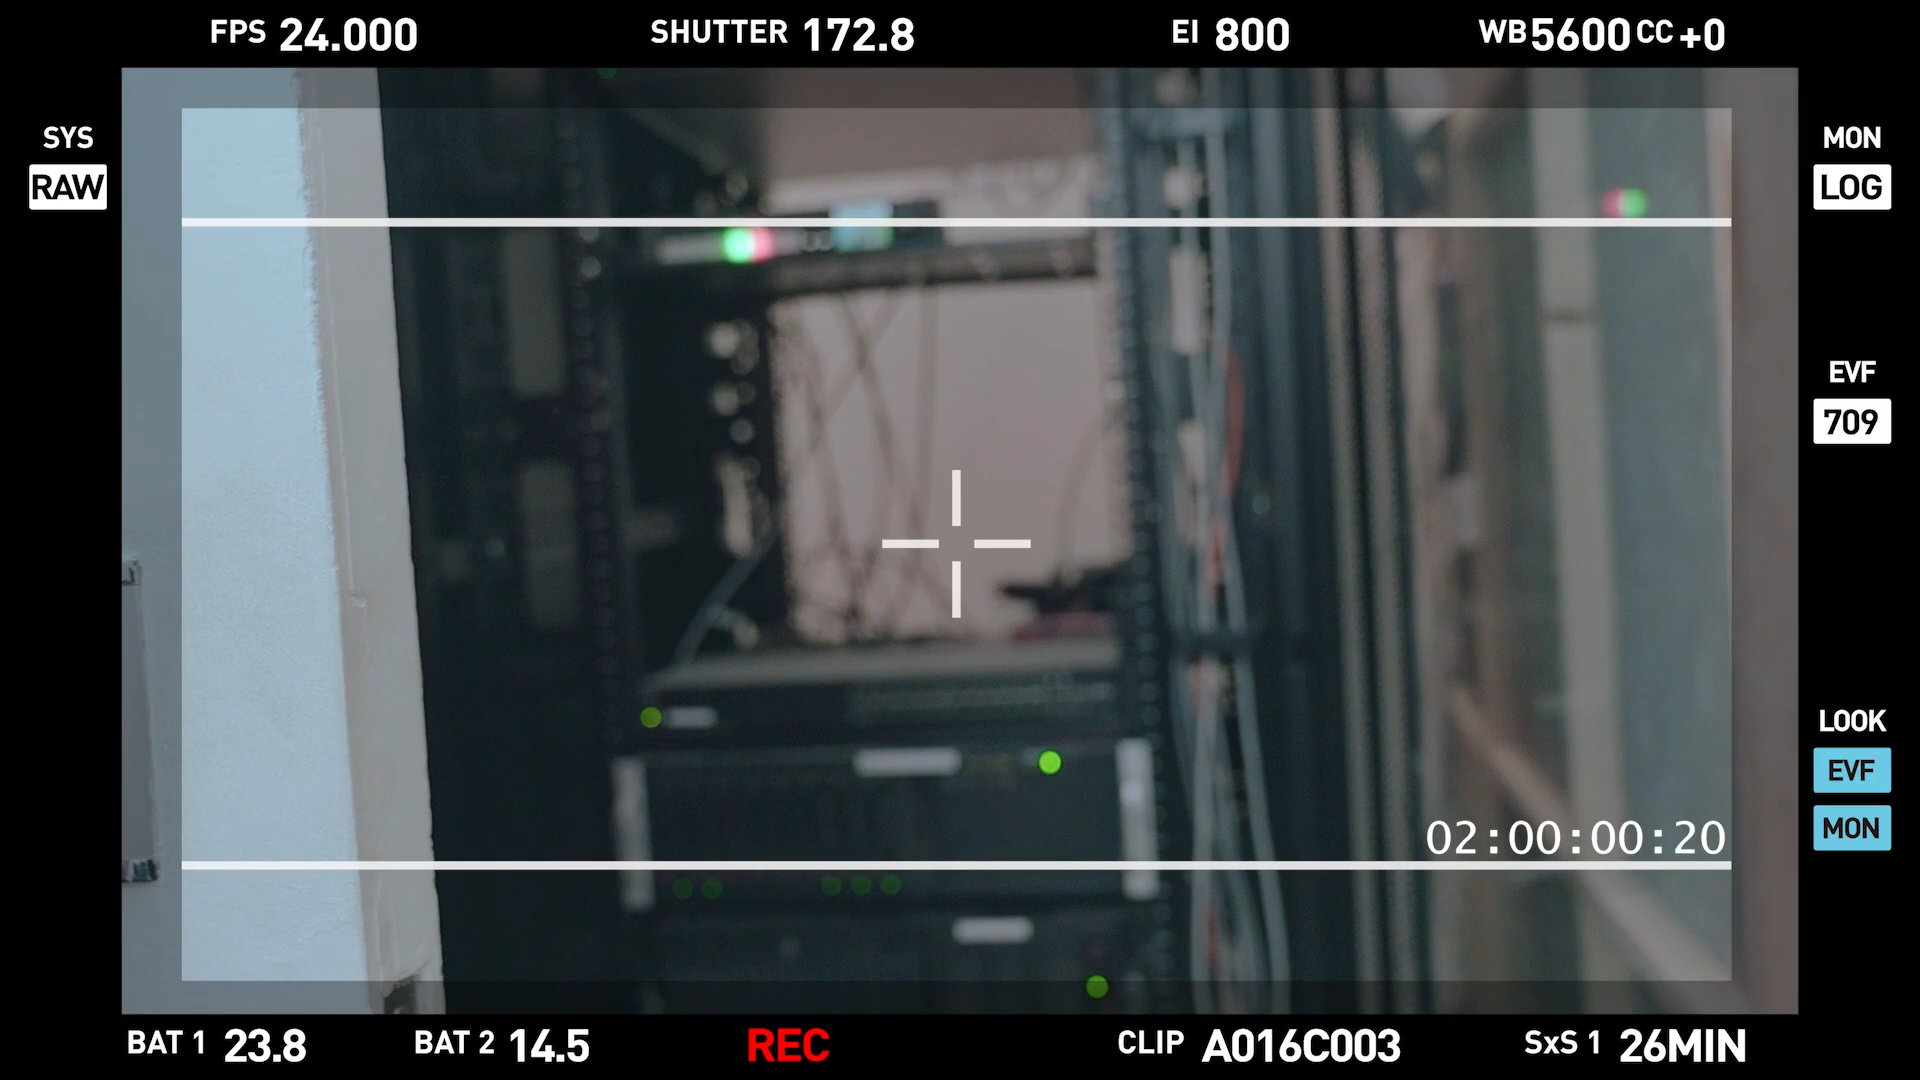 FPS 24.000 SHUTTER 172.8 EI 800 WB 5600 CC +0
SYS
RAW
MON
LOG
EVF
709
LOOK
EVF
MON
02:00:00:20
BAT 1 23.8 BAT 2 14.5 REC CLIP A016C003 SxS 1 26MIN